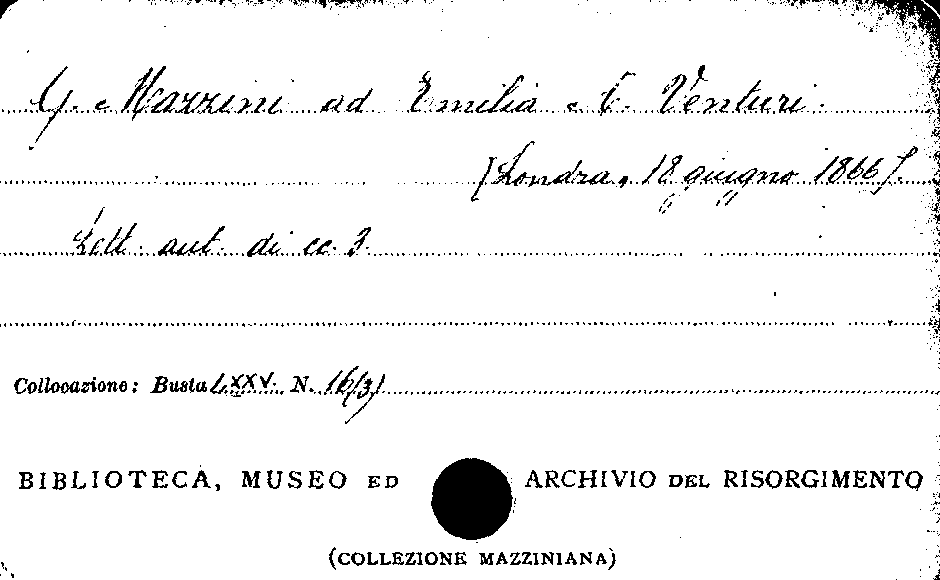 G. Mazzini ad Emilia A. Venturi.
[Londra, 18 giugno 1866].
Lett. aut. di cc. 3.
Collocazione: Busta LXXV. N. 16(3)
BIBLIOTECA, MUSEO ED ARCHIVIO DEL RISORGIMENTO
(COLLEZIONE MAZZINIANA)